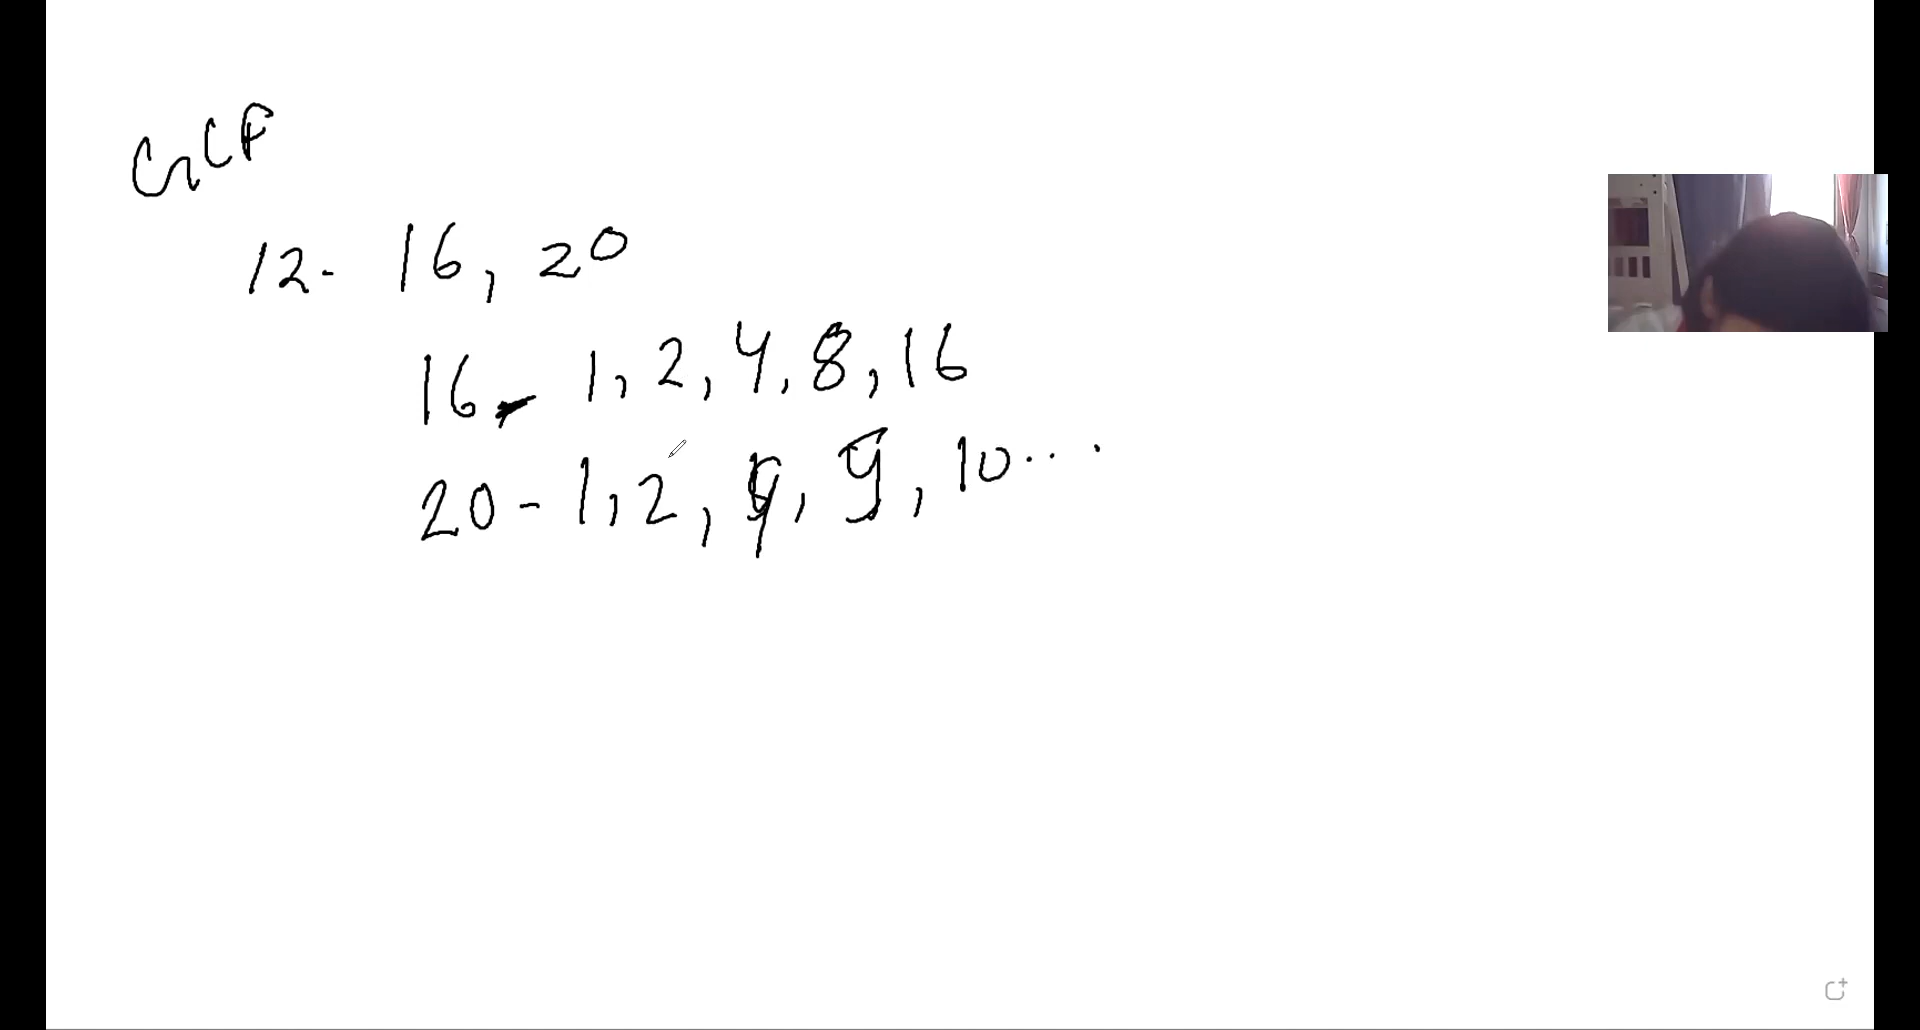 GCF
12. 16, 20
16 - 1, 2, 4, 8, 16
20 - 1, 2, 4, 5, 10....